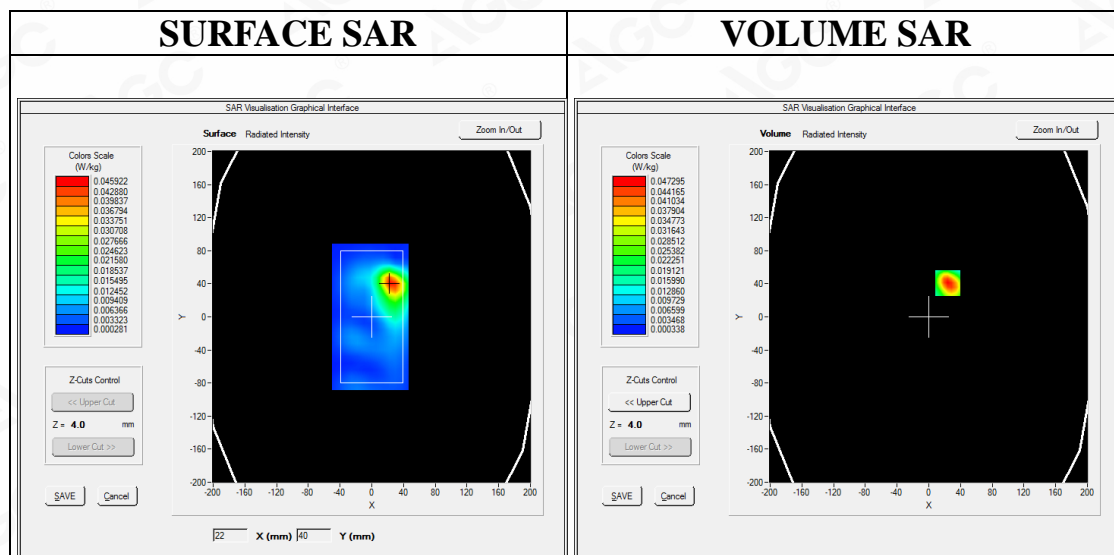 SURFACE SAR
VOLUME SAR
SAR Visualisation Graphical Interface
Surface Radiated Intensity
Zoom In/Out
Colors Scale
(W/kg)
0.045922
0.042880
0.039837
0.036794
0.033751
0.030708
0.027666
0.024623
0.021580
0.018537
0.015495
0.012452
0.009409
0.006366
0.003323
0.000281
Z-Cuts Control
<< Upper Cut
Z = 4.0 mm
Lower Cut >>
SAVE Cancel
200
160
120
80
40
0
-40
-80
-120
-160
-200
Y
-200 -160 -120 -80 -40 0 40 80 120 160 200
X
22 X (mm) 40 Y (mm)
SAR Visualisation Graphical Interface
Volume Radiated Intensity
Zoom In/Out
Colors Scale
(W/kg)
0.047295
0.044165
0.041034
0.037904
0.034773
0.031643
0.028512
0.025382
0.022251
0.019121
0.015990
0.012860
0.009729
0.006599
0.003468
0.000338
Z-Cuts Control
<< Upper Cut
Z = 4.0 mm
Lower Cut >>
SAVE Cancel
200
160
120
80
40
0
-40
-80
-120
-160
-200
Y
-200 -160 -120 -80 -40 0 40 80 120 160 200
X